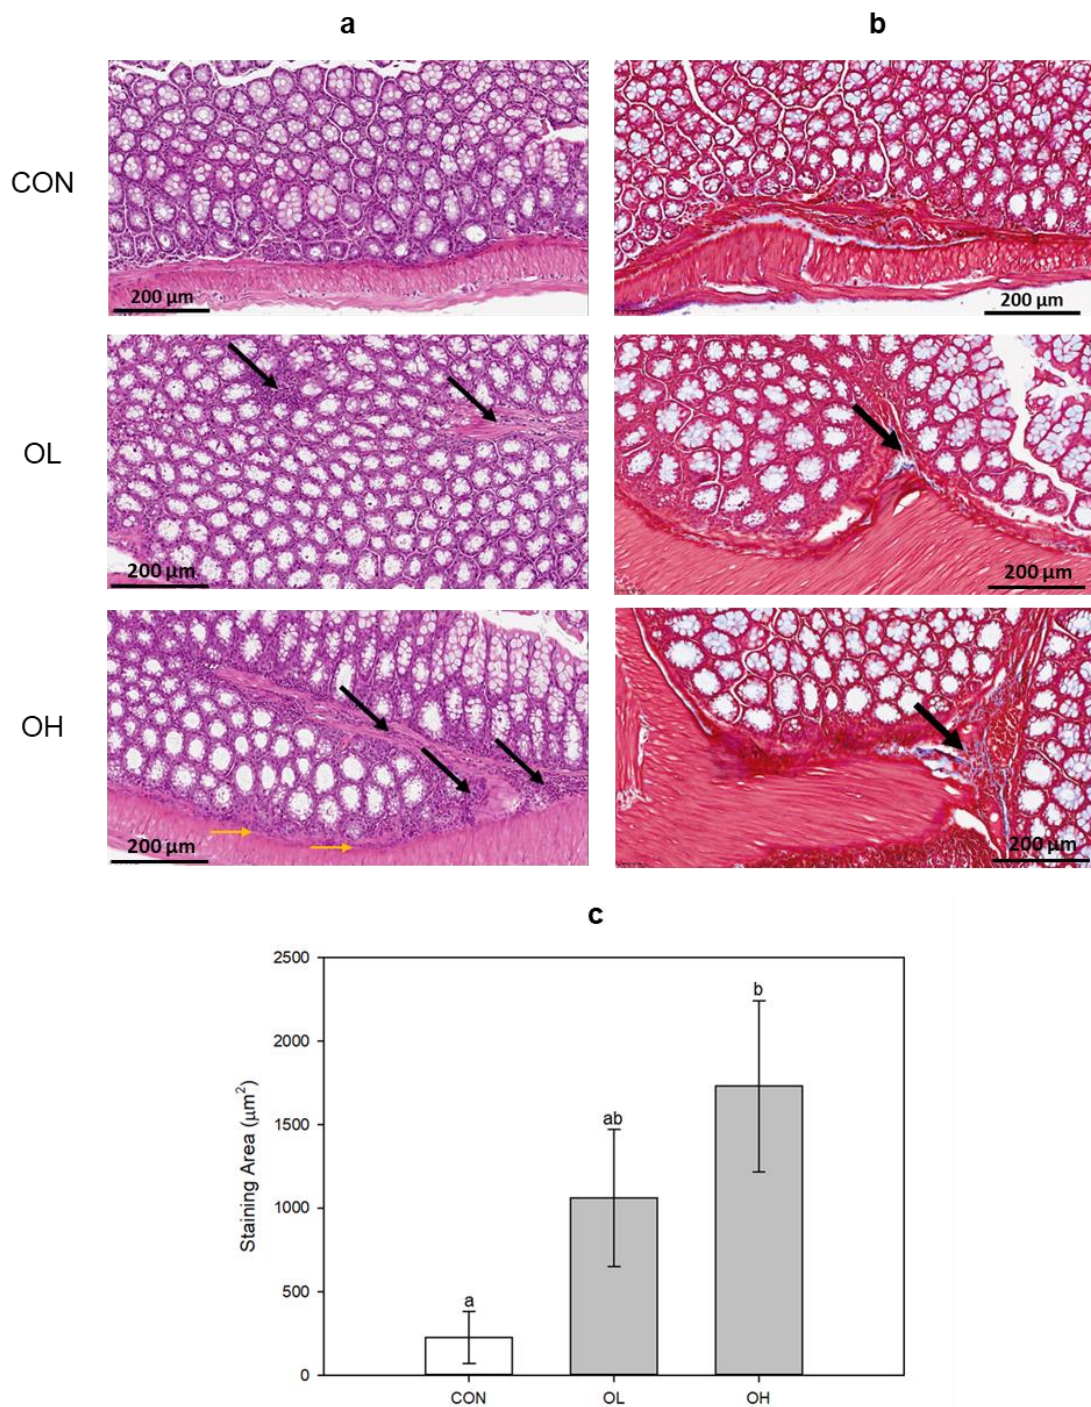 a b
CON
200 µm 200 µm
OL
200 µm 200 µm
OH
200 µm 200 µm
c
2500
2000
1500
1000
500
0
Staining Area (µm²)
a
ab
b
CON OL OH